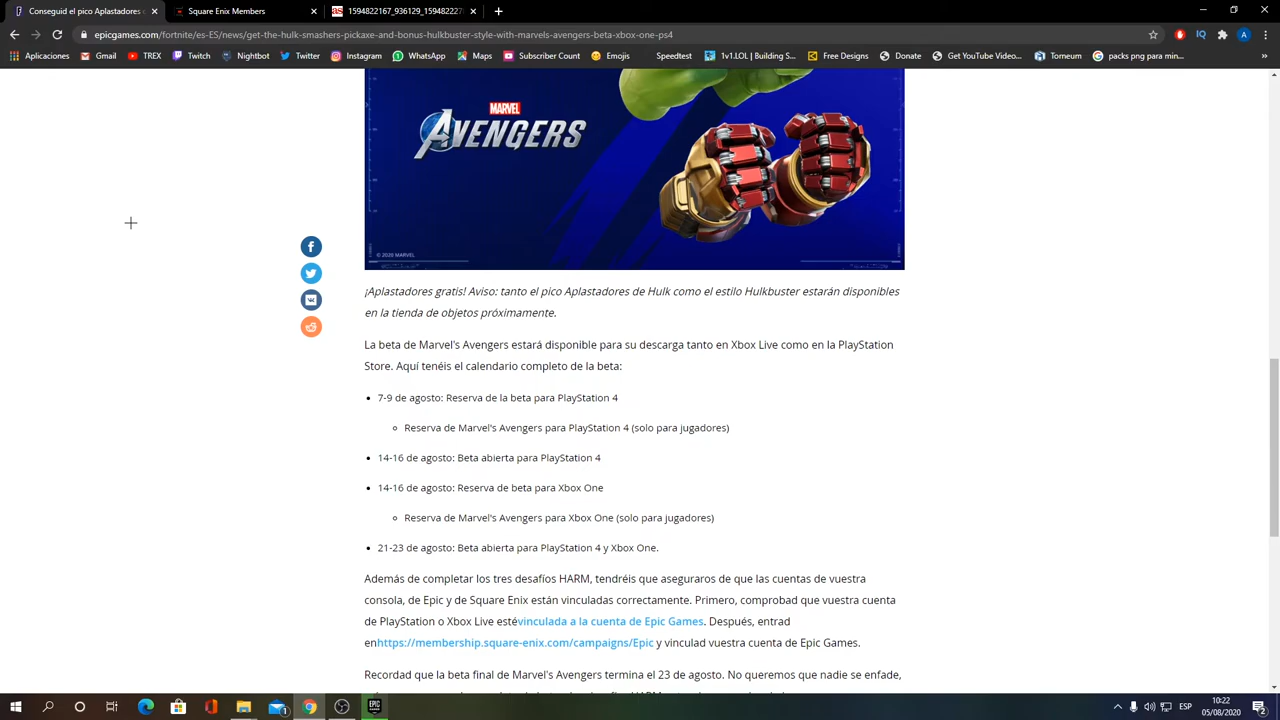 Conseguid el pico Aplastadores d
Square Enix Members
1594822167_936129_159482227
epicgames.com/fortnite/es-ES/news/get-the-hulk-smashers-pickaxe-and-bonus-hulkbuster-style-with-marvels-avengers-beta-xbox-one-ps4
Aplicaciones Gmail TREX Twitch Nightbot Twitter Instagram WhatsApp Maps Subscriber Count Emojis Speedtest 1v1.LOL | Building S... Free Designs Donate Get YouTube Video... Torneum packs png para min...
MARVEL
AVENGERS
© 2020 MARVEL
¡Aplastadores gratis! Aviso: tanto el pico Aplastadores de Hulk como el estilo Hulkbuster estarán disponibles
en la tienda de objetos próximamente.
La beta de Marvel's Avengers estará disponible para su descarga tanto en Xbox Live como en la PlayStation
Store. Aquí tenéis el calendario completo de la beta:
• 7-9 de agosto: Reserva de la beta para PlayStation 4
◦ Reserva de Marvel's Avengers para PlayStation 4 (solo para jugadores)
• 14-16 de agosto: Beta abierta para PlayStation 4
• 14-16 de agosto: Reserva de beta para Xbox One
◦ Reserva de Marvel's Avengers para Xbox One (solo para jugadores)
• 21-23 de agosto: Beta abierta para PlayStation 4 y Xbox One.
Además de completar los tres desafíos HARM, tendréis que aseguraros de que las cuentas de vuestra
consola, de Epic y de Square Enix están vinculadas correctamente. Primero, comprobad que vuestra cuenta
de PlayStation o Xbox Live estévinculada a la cuenta de Epic Games. Después, entrad
enhttps://membership.square-enix.com/campaigns/Epic y vinculad vuestra cuenta de Epic Games.
Recordad que la beta final de Marvel's Avengers termina el 23 de agosto. No queremos que nadie se enfade,
ESP
10:22
05/08/2020